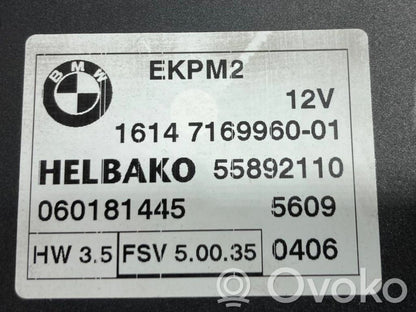 BMW
EKPM2
12V
1614 7169960-01
HELBAKO 55892110
060181445 5609
HW 3.5 FSV 5.00.35 0406
Ovoko